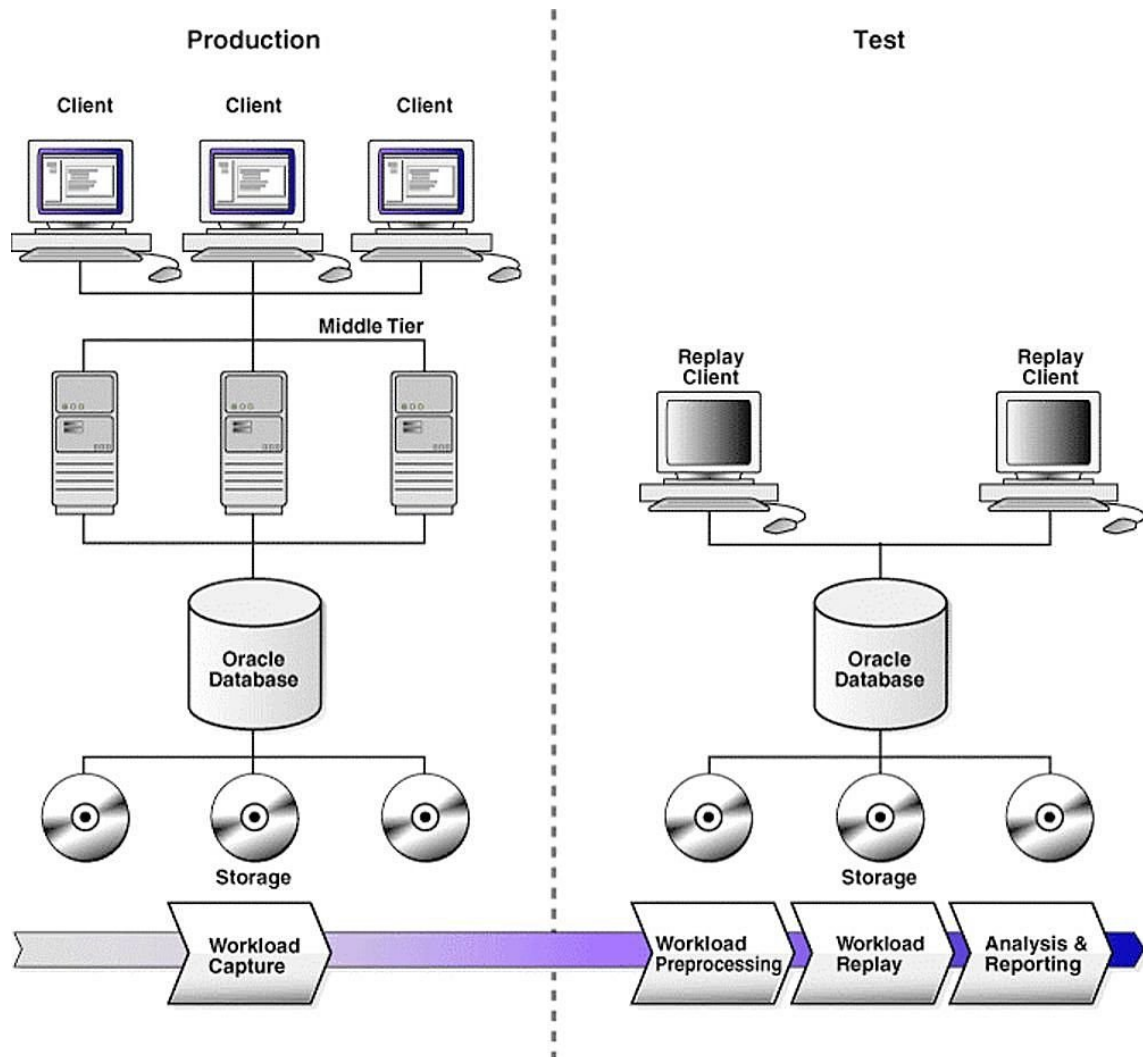 Production
Test
Client
Client
Client
Middle Tier
Replay
Client
Replay
Client
Oracle
Database
Oracle
Database
Storage
Storage
Workload
Capture
Workload
Preprocessing
Workload
Replay
Analysis &
Reporting